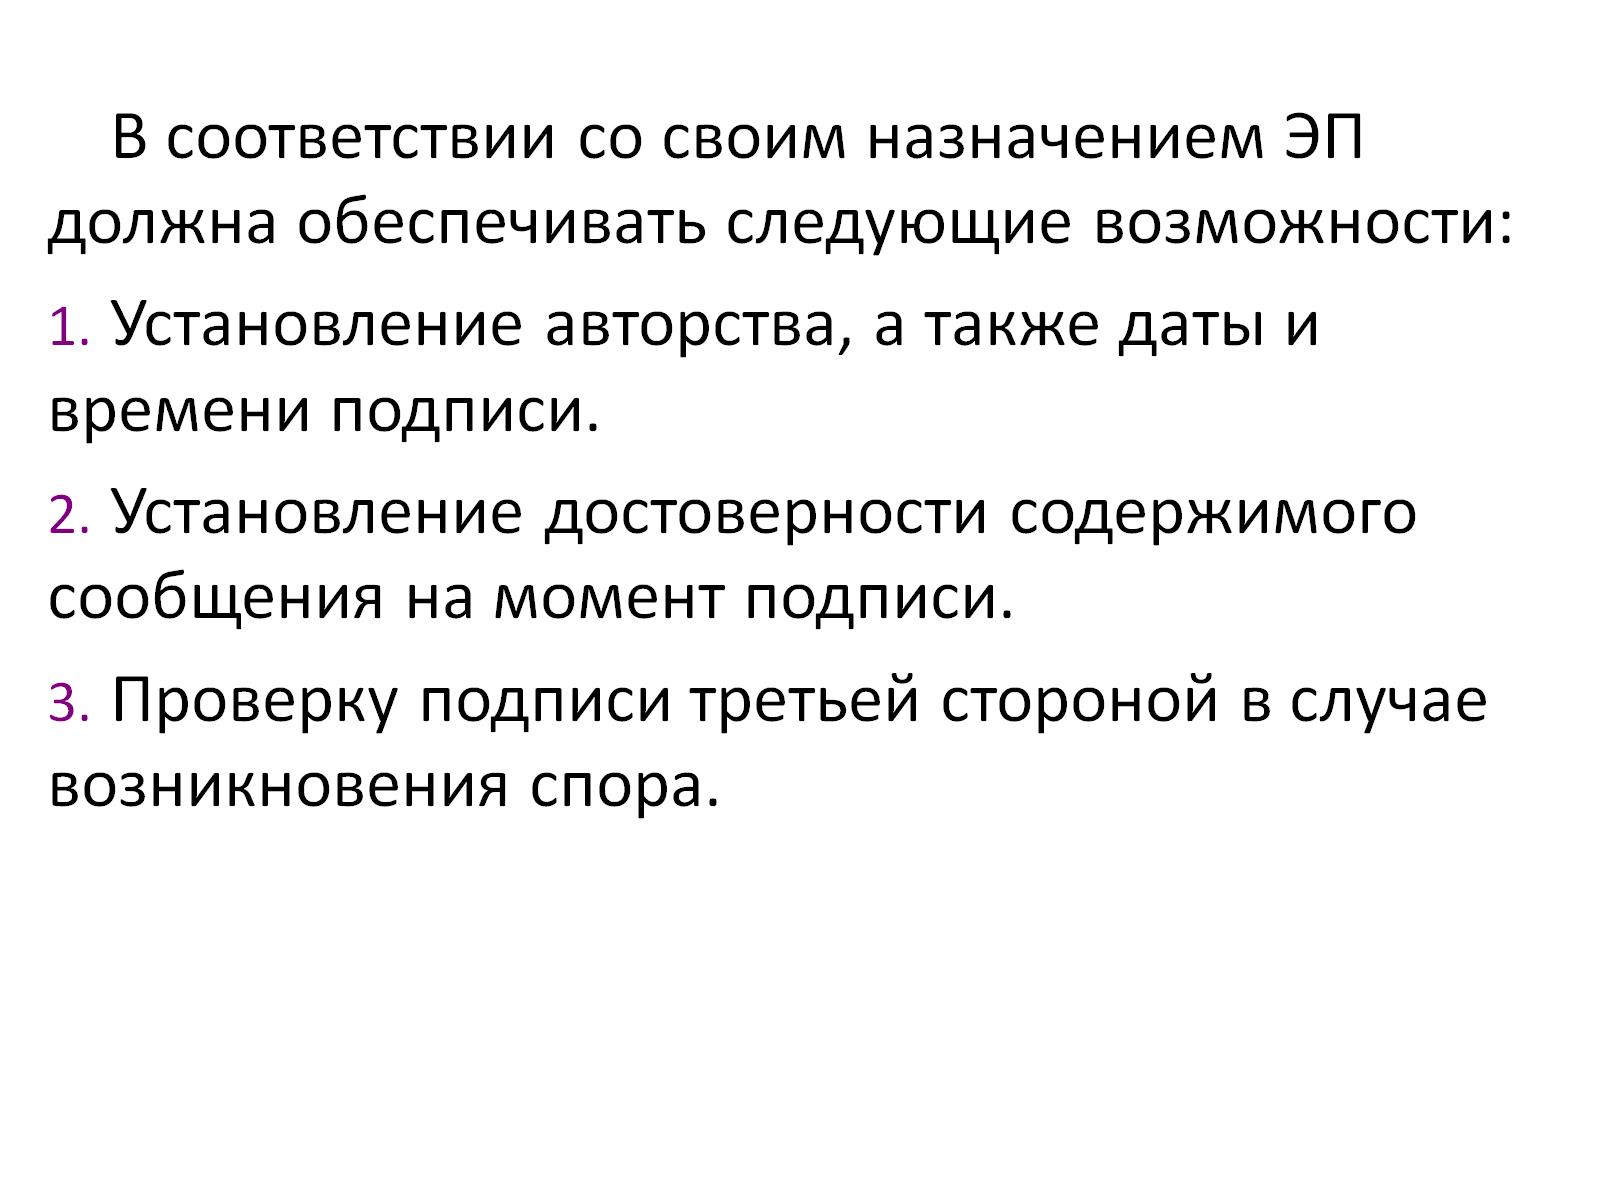 В соответствии со своим назначением ЭП
должна обеспечивать следующие возможности:
1. Установление авторства, а также даты и
времени подписи.
2. Установление достоверности содержимого
сообщения на момент подписи.
3. Проверку подписи третьей стороной в случае
возникновения спора.